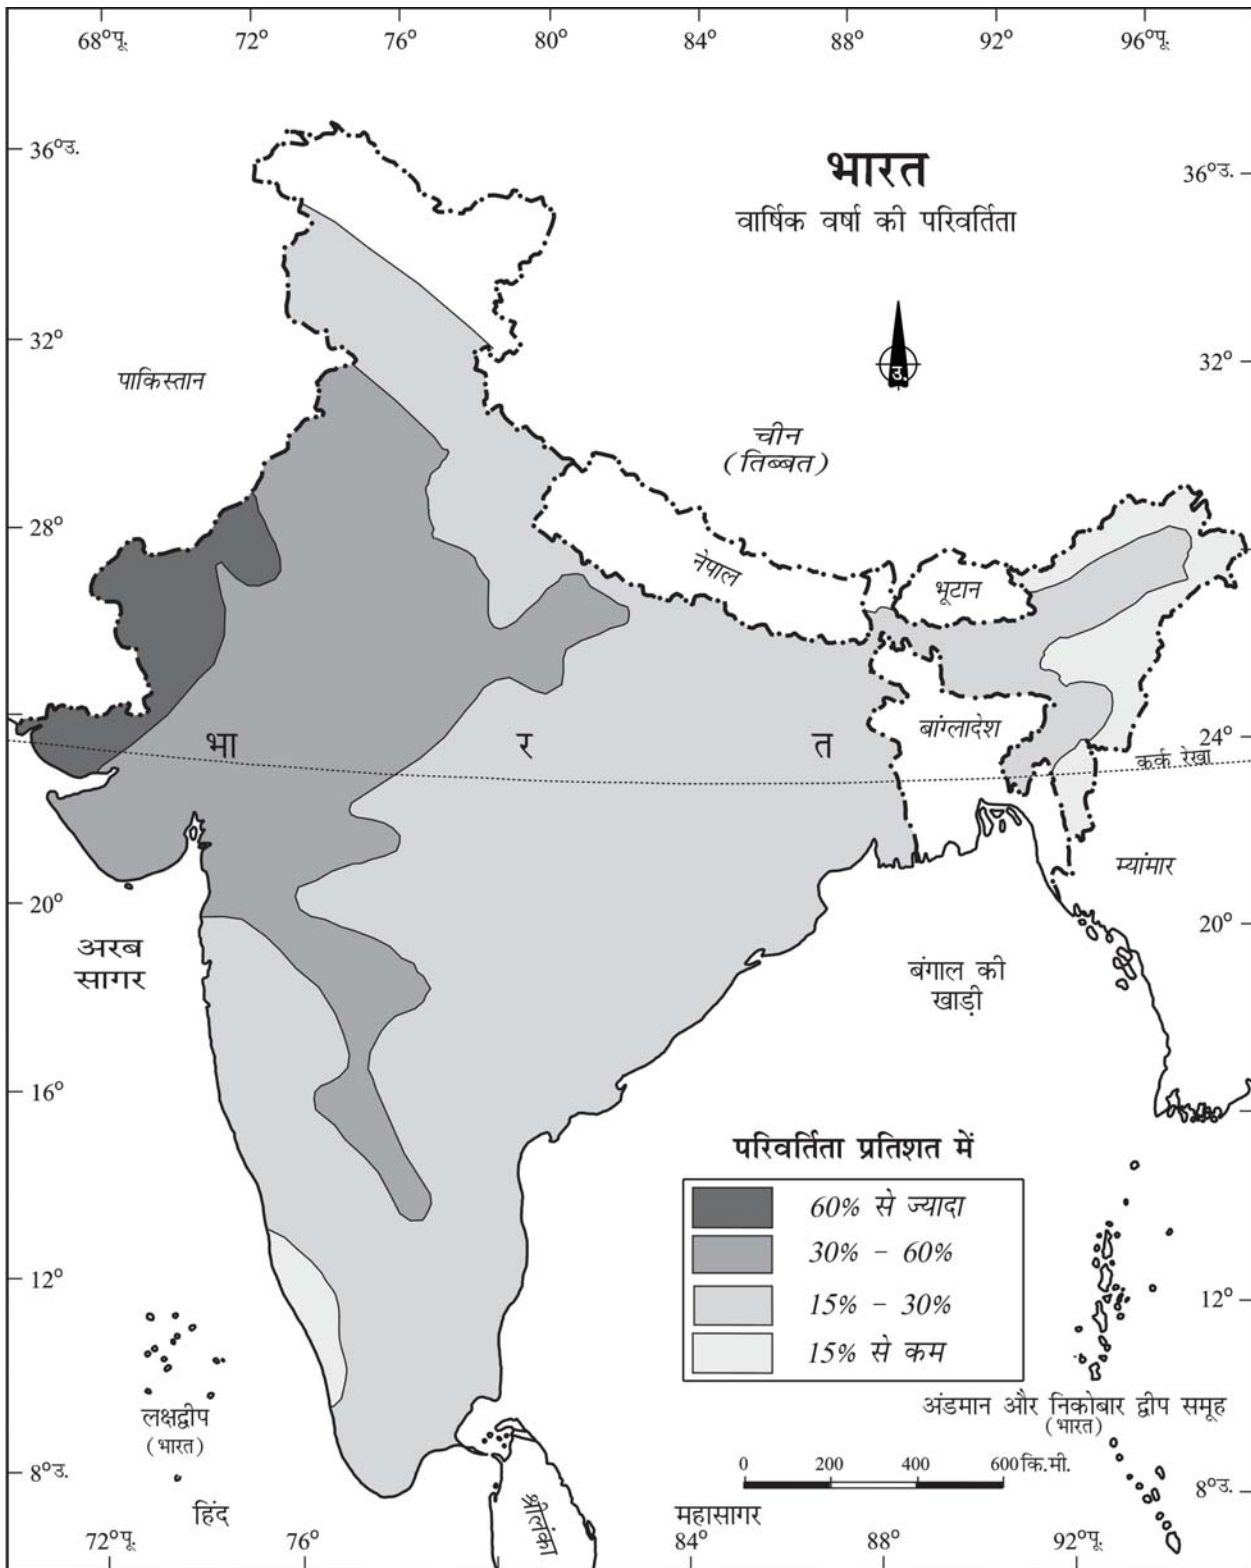 68°पू. 72° 76° 80° 84° 88° 92° 96°पू.
36°उ.
भारत
36°उ.
वार्षिक वर्षा की परिवर्तिता
32°
उ.
32°
पाकिस्तान
चीन
(तिब्बत)
28°
नेपाल
भूटान
भा र त
बांग्लादेश
24°
कर्क रेखा
म्यांमार
20°
20°
अरब
सागर
बंगाल की
खाड़ी
16°
परिवर्तिता प्रतिशत में
60% से ज्यादा
30% - 60%
15% - 30%
15% से कम
12°
12°
लक्षद्वीप
(भारत)
अंडमान और निकोबार द्वीप समूह
(भारत)
0 200 400 600 कि.मी.
8°उ.
8°उ.
हिंद
श्रीलंका
महासागर
72°पू. 76° 84° 88° 92°पू.